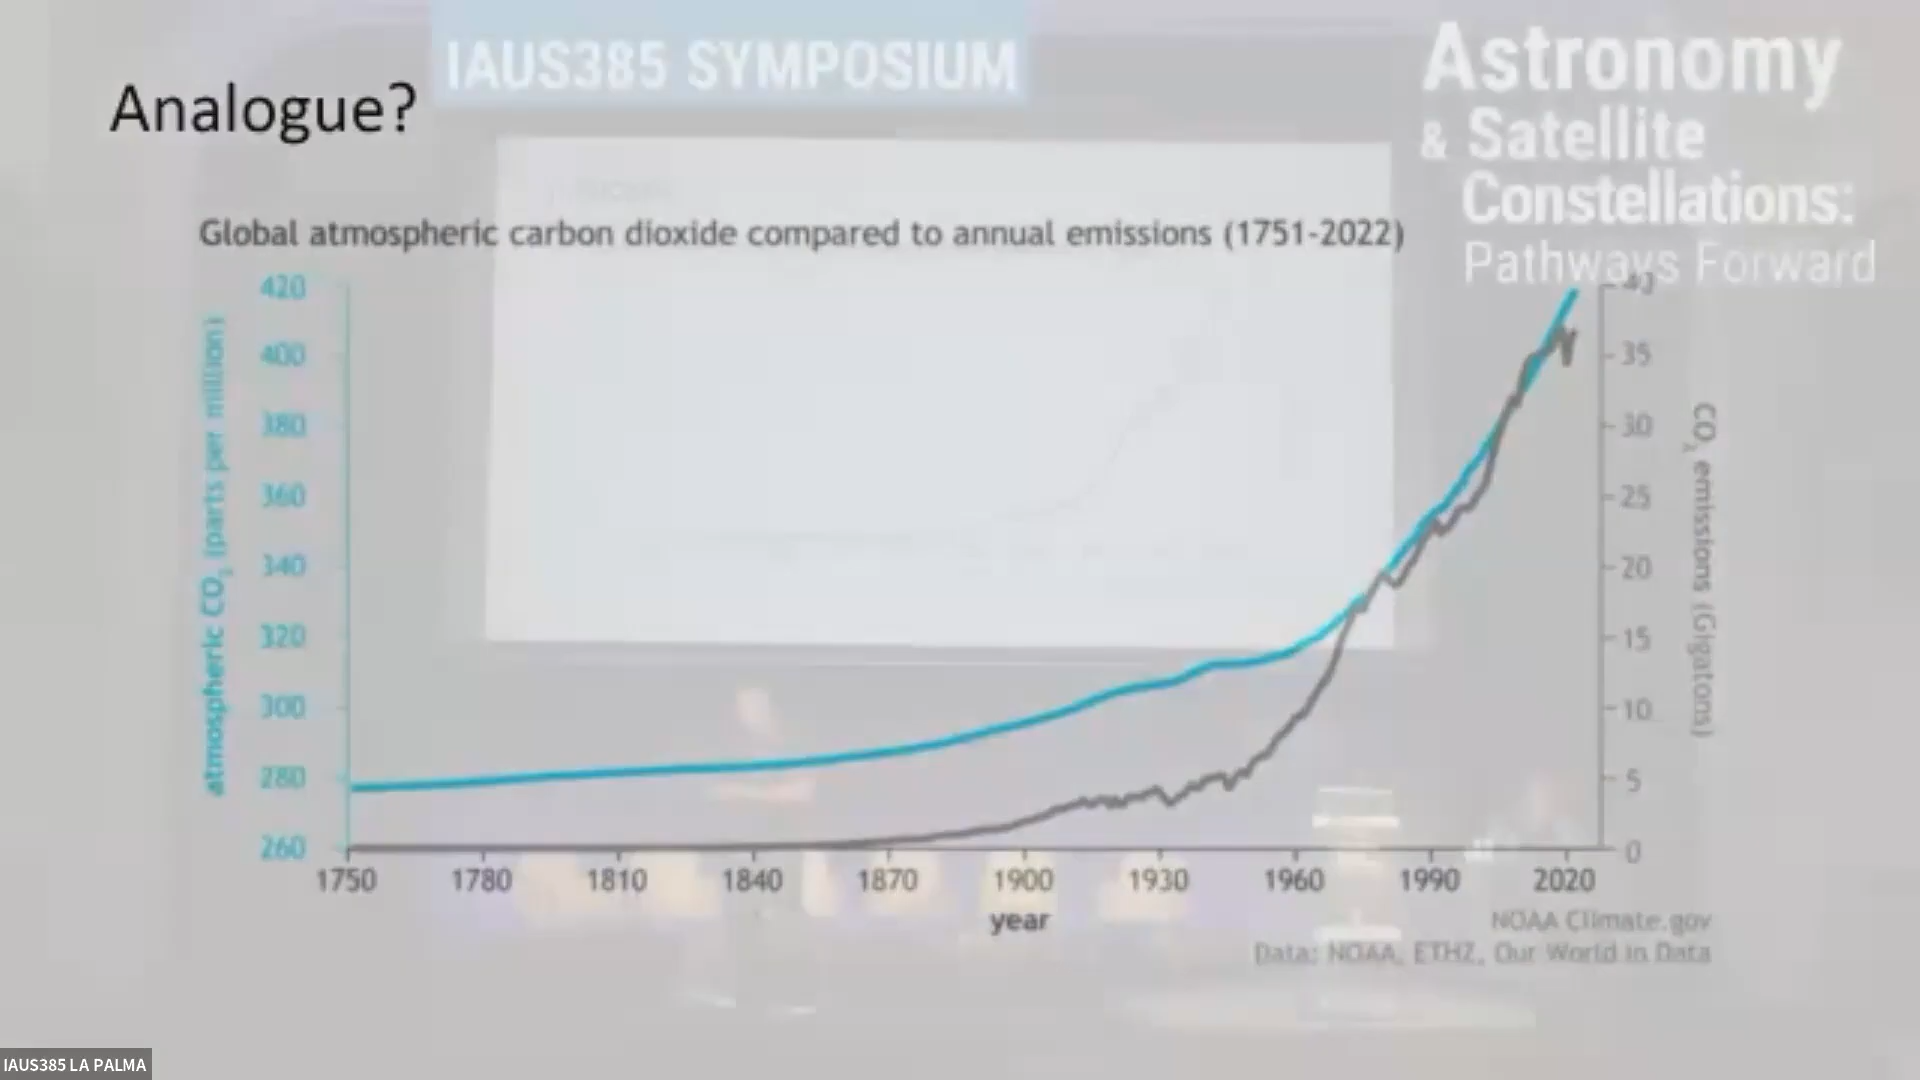 IAUS385 SYMPOSIUM
Astronomy
& Satellite
Constellations:
Pathways Forward
Analogue?
Global atmospheric carbon dioxide compared to annual emissions (1751-2022)
atmospheric CO2 (parts per million)
420
400
380
360
340
320
300
280
260
40
35
30
25
20
15
10
5
0
CO2 emissions (Gigatons)
1750 1780 1810 1840 1870 1900 1930 1960 1990 2020
year
NOAA Climate.gov
Data: NOAA, ETHZ, Our World in Data
IAUS385 LA PALMA